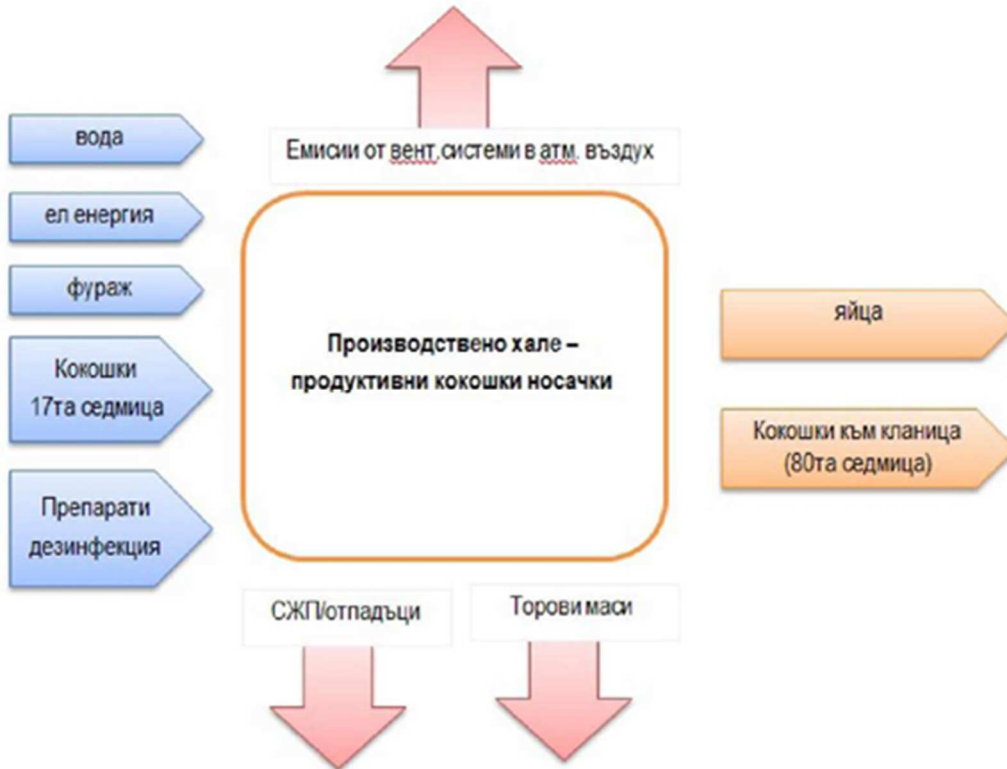 вода
Емисии от вент.системи в атм. въздух
ел енергия
фураж
Кокошки
17та седмица
Препарати
дезинфекция
Производствено хале –
продуктивни кокошки носачки
яйца
Кокошки към кланица
(80та седмица)
СЖП/отпадъци
Торови маси